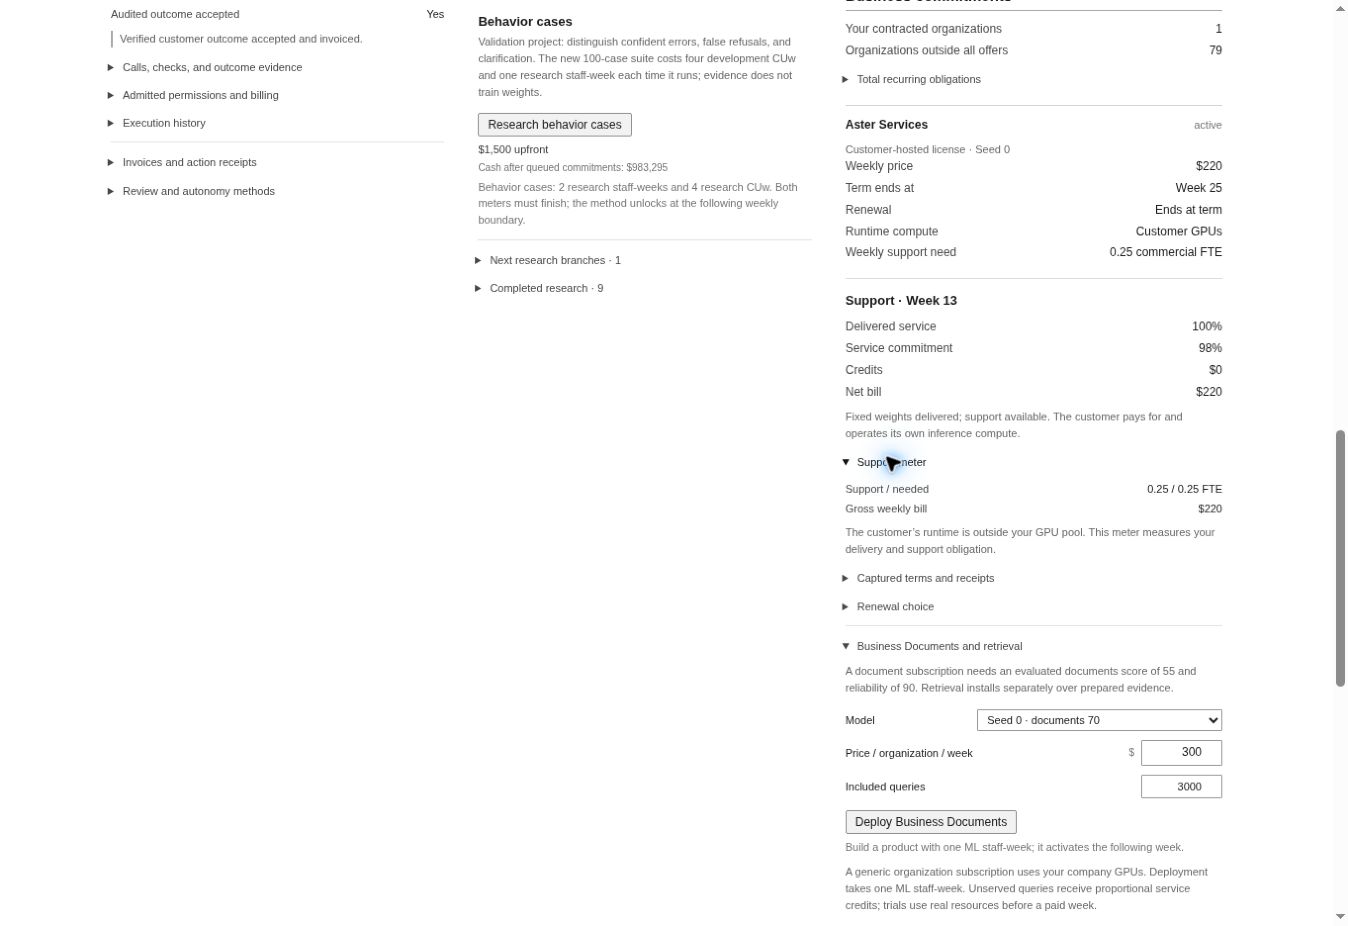 Audited outcome accepted Yes
Verified customer outcome accepted and invoiced.
Calls, checks, and outcome evidence
Admitted permissions and billing
Execution history
Invoices and action receipts
Review and autonomy methods
Behavior cases
Validation project: distinguish confident errors, false refusals, and
clarification. The new 100-case suite costs four development CUw
and one research staff-week each time it runs; evidence does not
train weights.
Research behavior cases
$1,500 upfront
Cash after queued commitments: $983,295
Behavior cases: 2 research staff-weeks and 4 research CUw. Both
meters must finish; the method unlocks at the following weekly
boundary.
Next research branches · 1
Completed research · 9
Your contracted organizations 1
Organizations outside all offers 79
Total recurring obligations
Aster Services active
Customer-hosted license · Seed 0
Weekly price $220
Term ends at Week 25
Renewal Ends at term
Runtime compute Customer GPUs
Weekly support need 0.25 commercial FTE
Support · Week 13
Delivered service 100%
Service commitment 98%
Credits $0
Net bill $220
Fixed weights delivered; support available. The customer pays for and
operates its own inference compute.
Support meter
Support / needed 0.25 / 0.25 FTE
Gross weekly bill $220
The customer’s runtime is outside your GPU pool. This meter measures your
delivery and support obligation.
Captured terms and receipts
Renewal choice
Business Documents and retrieval
A document subscription needs an evaluated documents score of 55 and
reliability of 90. Retrieval installs separately over prepared evidence.
Model Seed 0 · documents 70
Price / organization / week $ 300
Included queries 3000
Deploy Business Documents
Build a product with one ML staff-week; it activates the following week.
A generic organization subscription uses your company GPUs. Deployment
takes one ML staff-week. Unserved queries receive proportional service
credits; trials use real resources before a paid week.